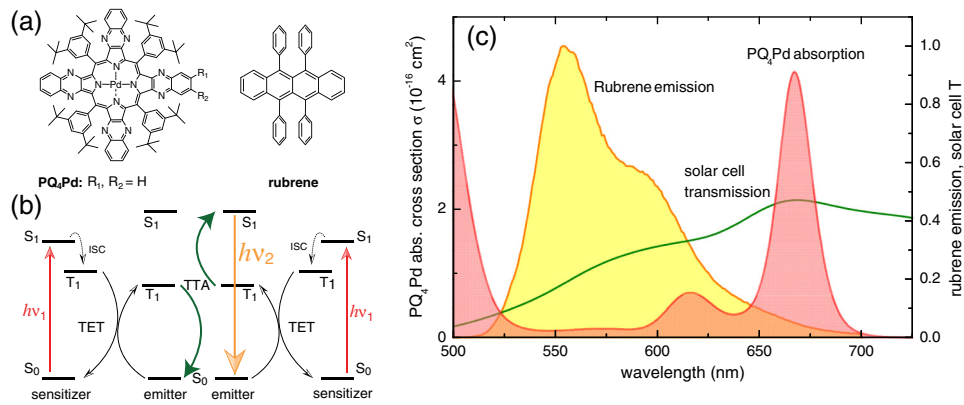 (a)
N
N
N
N
N
Pd
N
N
N
N
N
N
N
R₁
R₂
PQ₄Pd: R₁, R₂ = H
rubrene
(b)
S₁
ISC
T₁
hν₁
TET
S₀
sensitizer
S₁
T₁
TTA
S₀
emitter
S₁
hν₂
T₁
emitter
TET
ISC
S₁
T₁
hν₁
S₀
sensitizer
(c)
PQ₄Pd absorption
Rubrene emission
solar cell
transmission
PQ₄Pd abs. cross section σ (10⁻¹⁶ cm²)
4
2
0
500
550
600
650
700
wavelength (nm)
1.0
0.8
0.6
0.4
0.2
0.0
rubrene emission, solar cell T